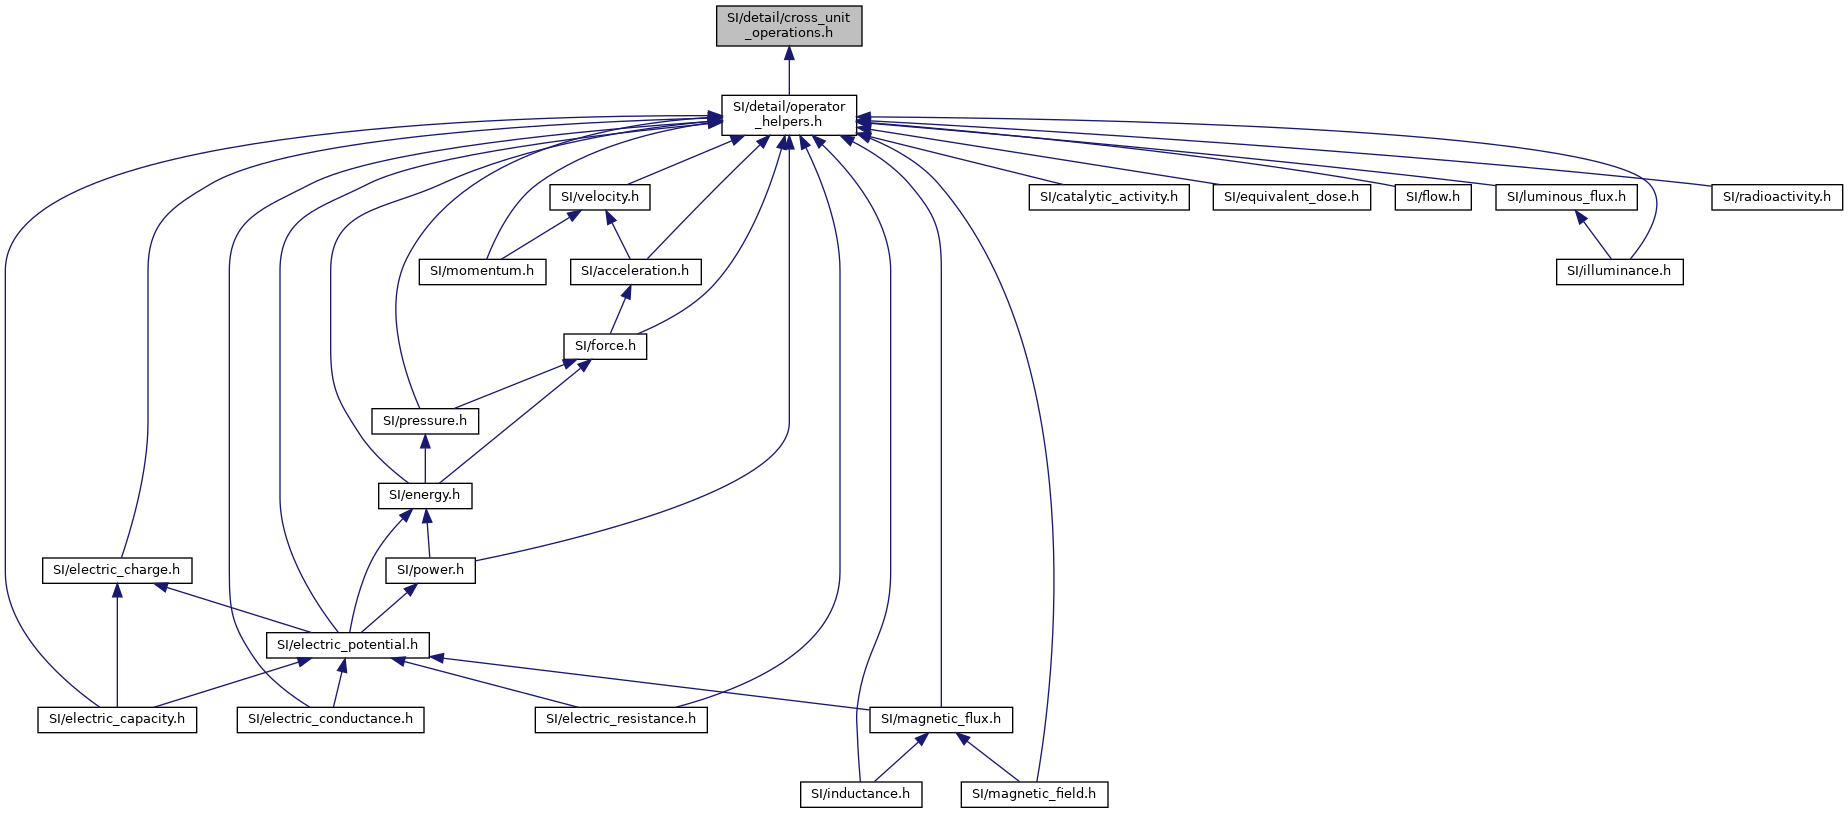 SI/detail/cross_unit
_operations.h
SI/detail/operator
_helpers.h
SI/velocity.h
SI/catalytic_activity.h
SI/equivalent_dose.h
SI/flow.h
SI/luminous_flux.h
SI/radioactivity.h
SI/momentum.h
SI/acceleration.h
SI/illuminance.h
SI/force.h
SI/pressure.h
SI/energy.h
SI/electric_charge.h
SI/power.h
SI/electric_potential.h
SI/electric_capacity.h
SI/electric_conductance.h
SI/electric_resistance.h
SI/magnetic_flux.h
SI/inductance.h
SI/magnetic_field.h